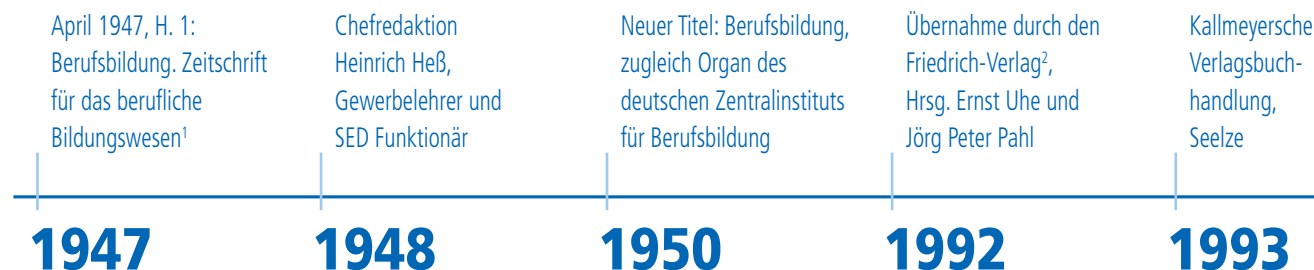 April 1947, H. 1:
Berufsbildung. Zeitschrift
für das berufliche
Bildungswesen¹
1947
Chefredaktion
Heinrich Heß,
Gewerbelehrer und
SED Funktionär
1948
Neuer Titel: Berufsbildung,
zugleich Organ des
deutschen Zentralinstituts
für Berufsbildung
1950
Übernahme durch den
Friedrich-Verlag²,
Hrsg. Ernst Uhe und
Jörg Peter Pahl
1992
Kallmeyersche
Verlagsbuch-
handlung,
Seelze
1993